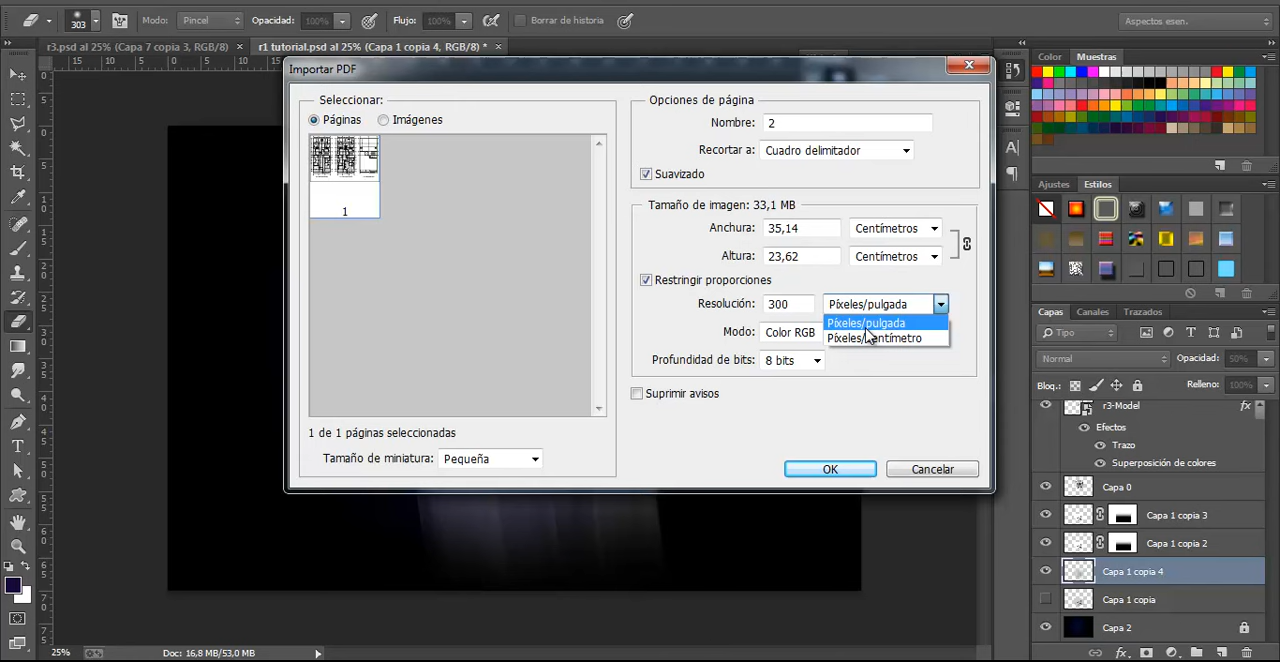 303
Modo:
Pincel
Opacidad:
100%
Flujo:
100%
Borrar de historia
Aspectos esen.
r3.psd al 25% (Capa 7 copia 3, RGB/8) ×
r1 tutorial.psd al 25% (Capa 1 copia 4, RGB/8) * ×
Importar PDF
Seleccionar:
Páginas
Imágenes
1
1 de 1 páginas seleccionadas
Tamaño de miniatura:
Pequeña
Opciones de página
Nombre:
2
Recortar a:
Cuadro delimitador
Suavizado
Tamaño de imagen: 33,1 MB
Anchura:
35,14
Centímetros
Altura:
23,62
Centímetros
Restringir proporciones
Resolución:
300
Píxeles/pulgada
Píxeles/pulgada
Píxeles/centímetro
Modo:
Color RGB
Profundidad de bits:
8 bits
Suprimir avisos
OK
Cancelar
Color
Muestras
Ajustes
Estilos
Capas
Canales
Trazados
Tipo
Normal
Opacidad:
50%
Bloq.:
Relleno:
100%
r3-Model
fx
Efectos
Trazo
Superposición de colores
Capa 0
Capa 1 copia 3
Capa 1 copia 2
Capa 1 copia 4
Capa 1 copia
Capa 2
25%
Doc: 16,8 MB/53,0 MB